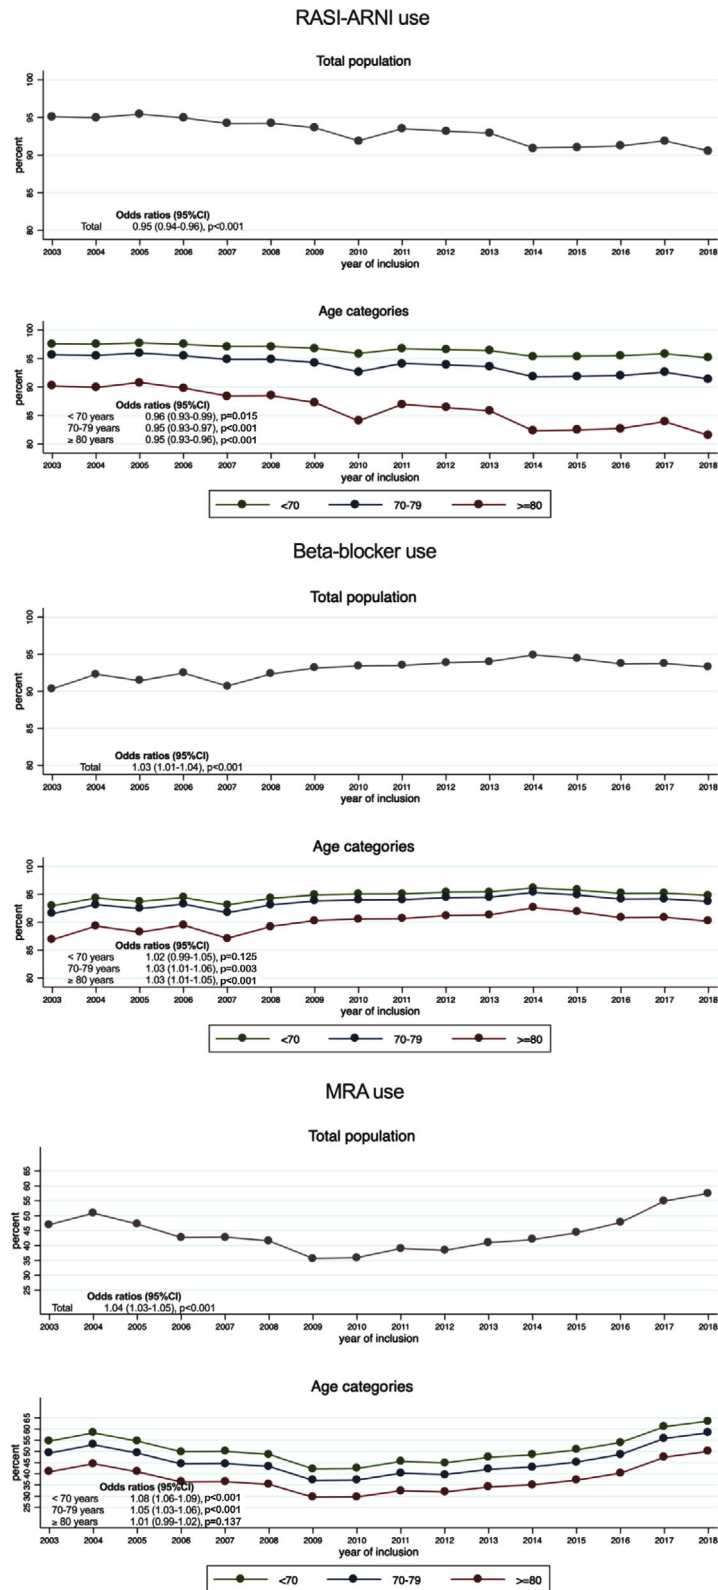 RASI-ARNI use
Total population
100
95
90
85
80
percent
Odds ratios (95%CI)
Total 0.95 (0.94-0.96), p<0.001
2003 2004 2005 2006 2007 2008 2009 2010 2011 2012 2013 2014 2015 2016 2017 2018
year of inclusion
Age categories
100
95
90
85
80
percent
Odds ratios (95%CI)
< 70 years 0.96 (0.93-0.99), p=0.015
70-79 years 0.95 (0.93-0.97), p<0.001
≥ 80 years 0.95 (0.93-0.96), p<0.001
2003 2004 2005 2006 2007 2008 2009 2010 2011 2012 2013 2014 2015 2016 2017 2018
year of inclusion
<70 70-79 >=80
Beta-blocker use
Total population
100
95
90
85
80
percent
Odds ratios (95%CI)
Total 1.03 (1.01-1.04), p<0.001
2003 2004 2005 2006 2007 2008 2009 2010 2011 2012 2013 2014 2015 2016 2017 2018
year of inclusion
Age categories
100
95
90
85
80
percent
Odds ratios (95%CI)
< 70 years 1.02 (0.99-1.05), p=0.125
70-79 years 1.03 (1.01-1.06), p=0.003
≥ 80 years 1.03 (1.01-1.05), p<0.001
2003 2004 2005 2006 2007 2008 2009 2010 2011 2012 2013 2014 2015 2016 2017 2018
year of inclusion
<70 70-79 >=80
MRA use
Total population
65
60
55
50
45
40
35
30
25
percent
Odds ratios (95%CI)
Total 1.04 (1.03-1.05), p<0.001
2003 2004 2005 2006 2007 2008 2009 2010 2011 2012 2013 2014 2015 2016 2017 2018
year of inclusion
Age categories
65
60
55
50
45
40
35
30
25
percent
Odds ratios (95%CI)
< 70 years 1.08 (1.06-1.09), p<0.001
70-79 years 1.05 (1.03-1.06), p<0.001
≥ 80 years 1.01 (0.99-1.02), p=0.137
2003 2004 2005 2006 2007 2008 2009 2010 2011 2012 2013 2014 2015 2016 2017 2018
year of inclusion
<70 70-79 >=80